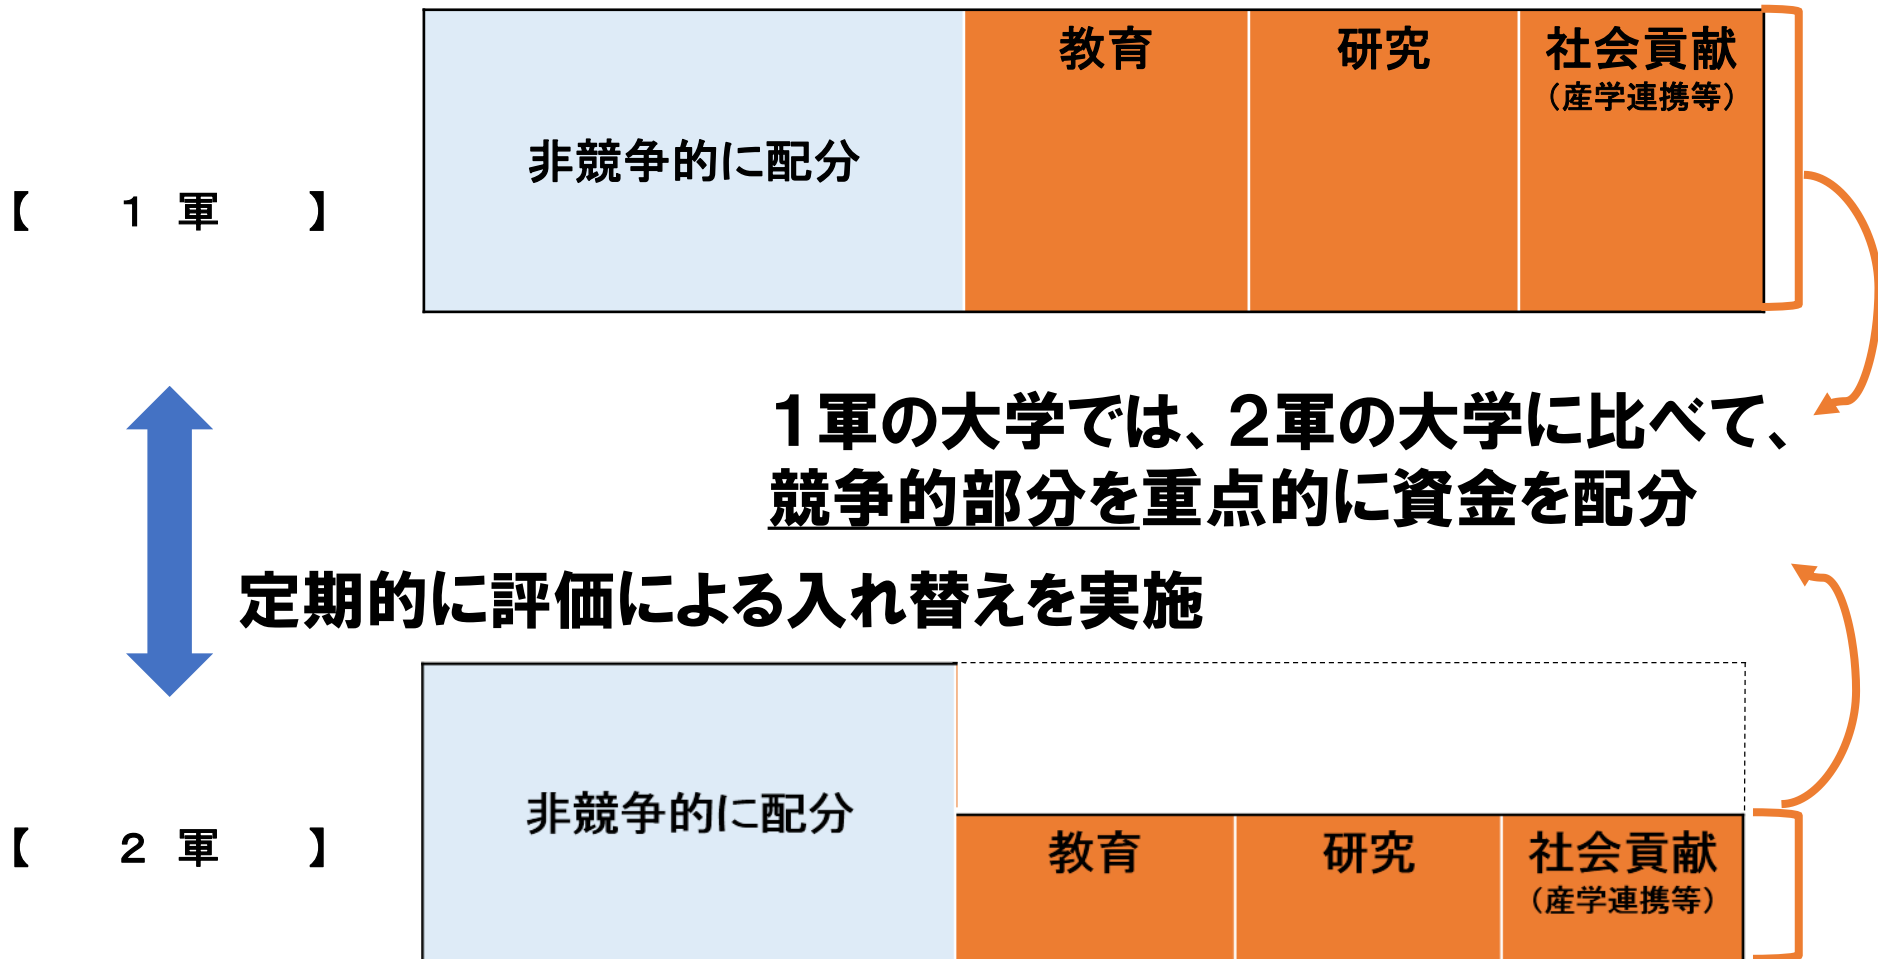 教育
研究
社会貢献
（産学連携等）
非競争的に配分
【　　１　軍　　】
１軍の大学では、２軍の大学に比べて、
競争的部分を重点的に資金を配分
定期的に評価による入れ替えを実施
非競争的に配分
【　　２　軍　　】
教育
研究
社会貢献
（産学連携等）